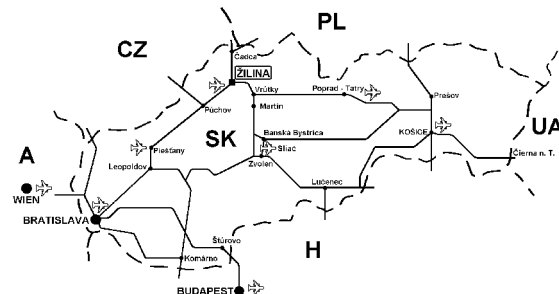 PL
CZ
Čadca
ŽILINA
Vrútky
Poprad - Tatry
Martin
Prešov
Púchov
UA
SK
Banská Bystrica
KOŠICE
Piešťany
Sliač
Čierna n. T.
A
Leopoldov
Zvolen
Lučenec
WIEN
BRATISLAVA
H
Štúrovo
Komárno
BUDAPEST